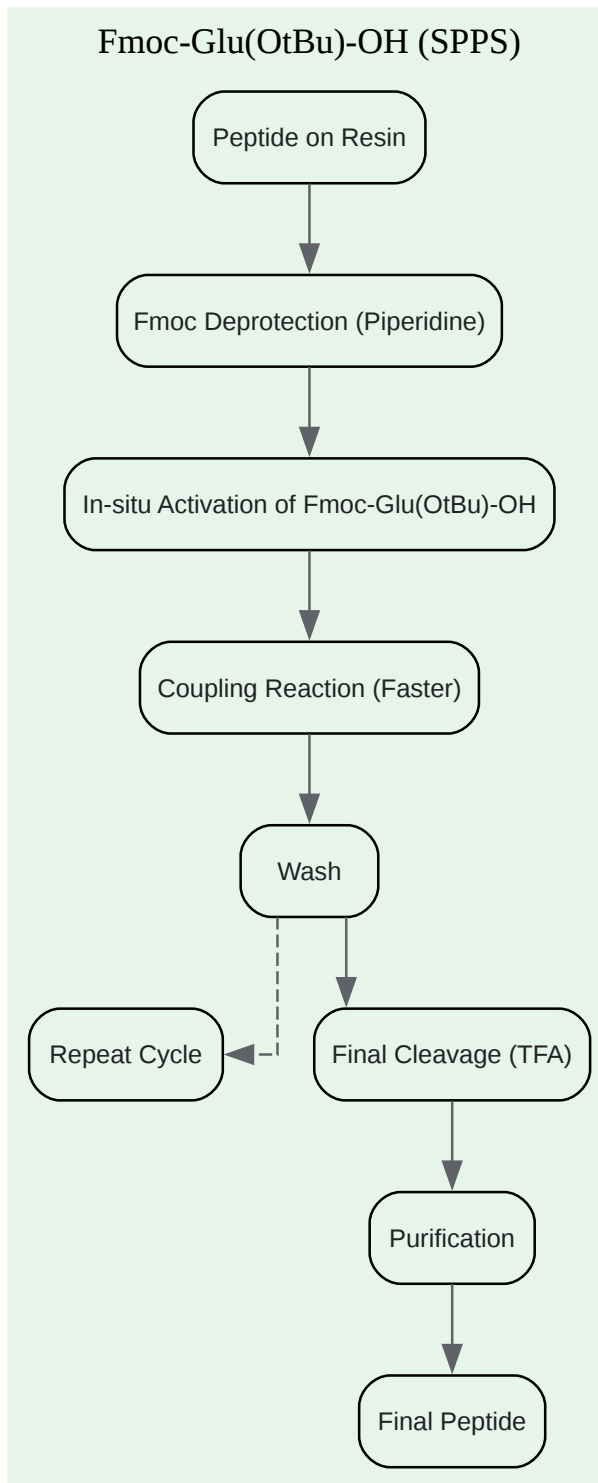 Fmoc-Glu(OtBu)-OH (SPPS)
Peptide on Resin
Fmoc Deprotection (Piperidine)
In-situ Activation of Fmoc-Glu(OtBu)-OH
Coupling Reaction (Faster)
Wash
Repeat Cycle
Final Cleavage (TFA)
Purification
Final Peptide